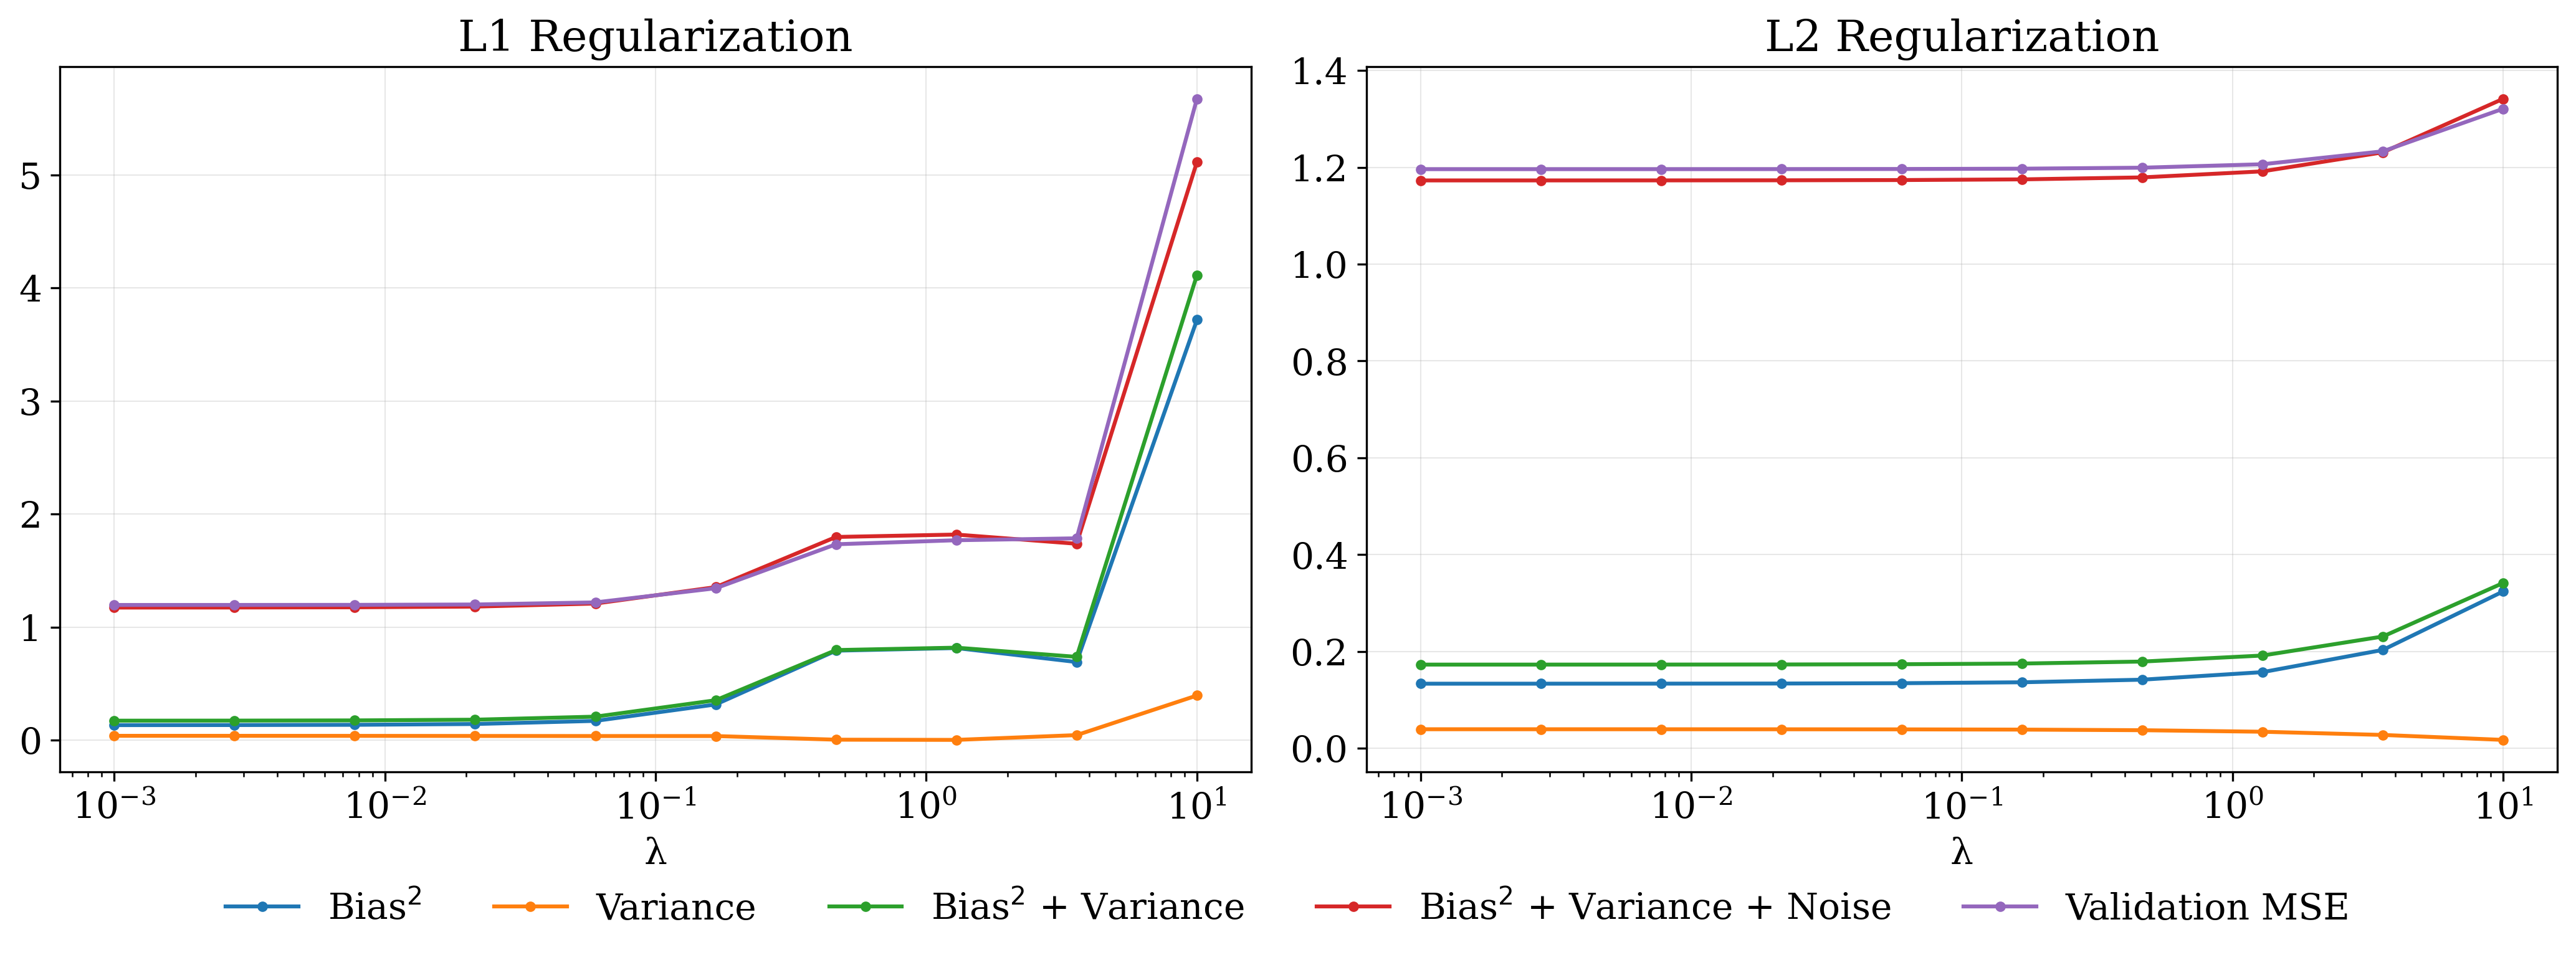 L1 Regularization
5
4
3
2
1
0
10⁻³ 10⁻² 10⁻¹ 10⁰ 10¹
λ
L2 Regularization
1.4
1.2
1.0
0.8
0.6
0.4
0.2
0.0
10⁻³ 10⁻² 10⁻¹ 10⁰ 10¹
λ
Bias² Variance Bias² + Variance Bias² + Variance + Noise Validation MSE